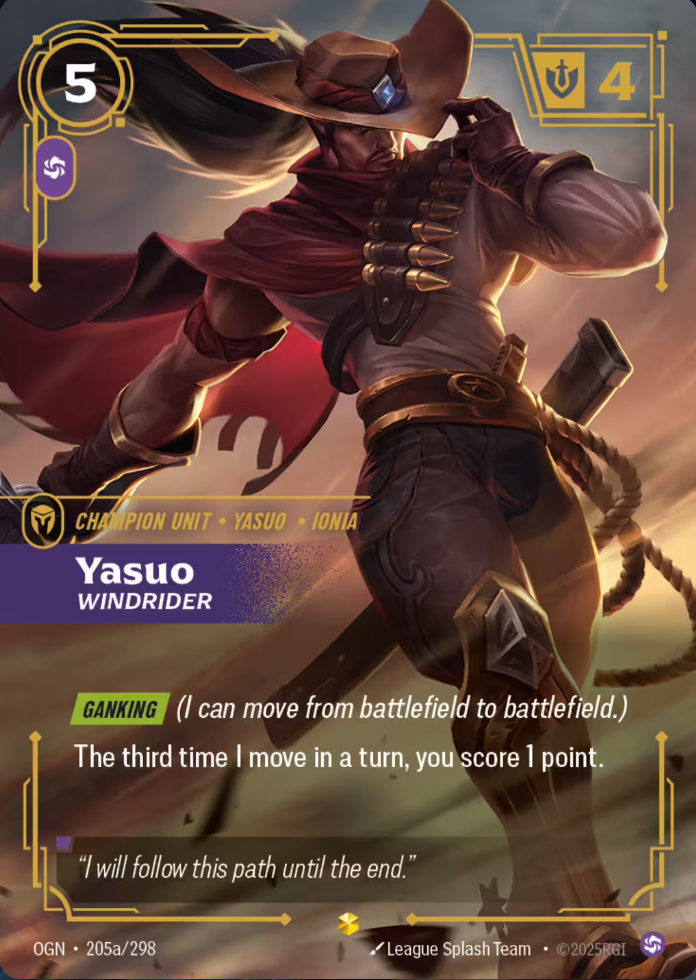 5
4
CHAMPION UNIT • YASUO • IONIA
Yasuo
WINDRIDER
GANKING (I can move from battlefield to battlefield.)
The third time I move in a turn, you score 1 point.
“I will follow this path until the end.”
OGN • 205a/298
League Splash Team • ©2025RGI